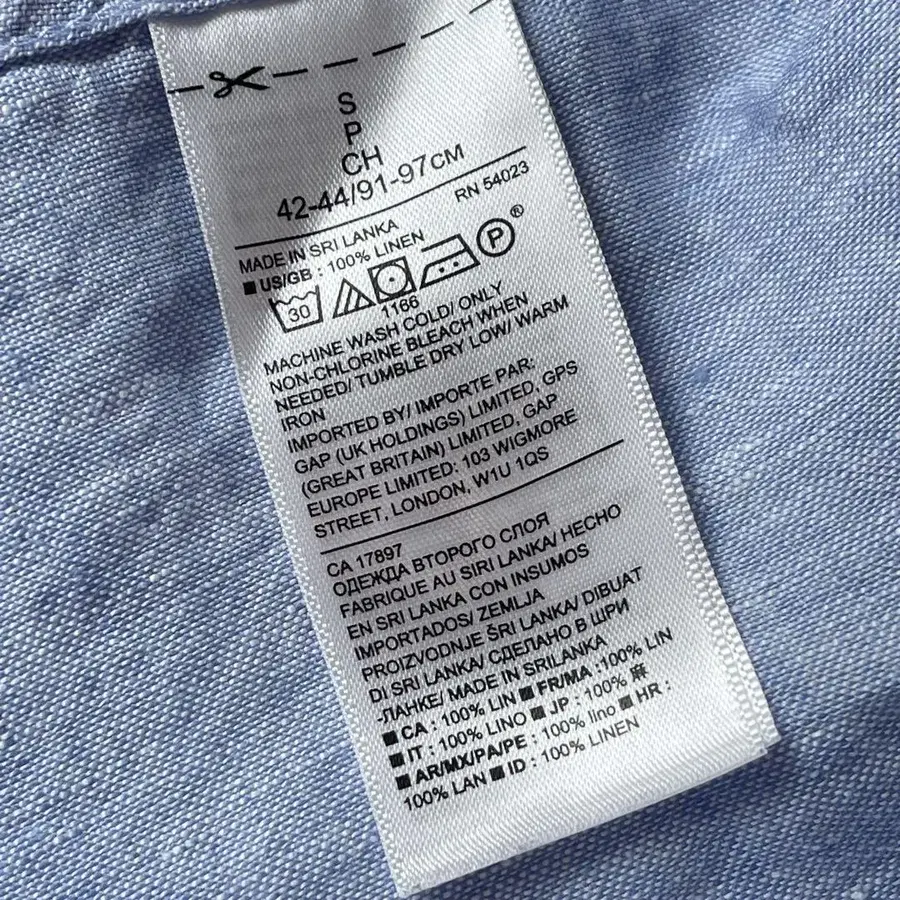 S
P
CH
42-44/91-97CM
RN 54023
MADE IN SRI LANKA
■ US/GB : 100% LINEN
30 P ®
1166
MACHINE WASH COLD/ ONLY
NON-CHLORINE BLEACH WHEN
NEEDED/ TUMBLE DRY LOW/ WARM
IRON
IMPORTED BY/ IMPORTE PAR:
GAP (UK HOLDINGS) LIMITED, GPS
(GREAT BRITAIN) LIMITED, GAP
EUROPE LIMITED: 103 WIGMORE
STREET, LONDON, W1U 1QS
CA 17897
ОДЕЖДА ВТОРОГО СЛОЯ
FABRIQUE AU SIRI LANKA/ HECHO
EN SRI LANKA CON INSUMOS
IMPORTADOS/ ZEMLJA
PROIZVODNJE ŠRI LANKA/ DIBUAT
DI SRI LANKA/ СДЕЛАНО В ШРИ
-ЛАНКЕ/ MADE IN SRILANKA
■ CA : 100% LIN ■ FR/MA :100% LIN
■ IT : 100% LINO ■ JP : 100% 麻
■ AR/MX/PA/PE : 100% lino ■ HR :
100% LAN ■ ID : 100% LINEN